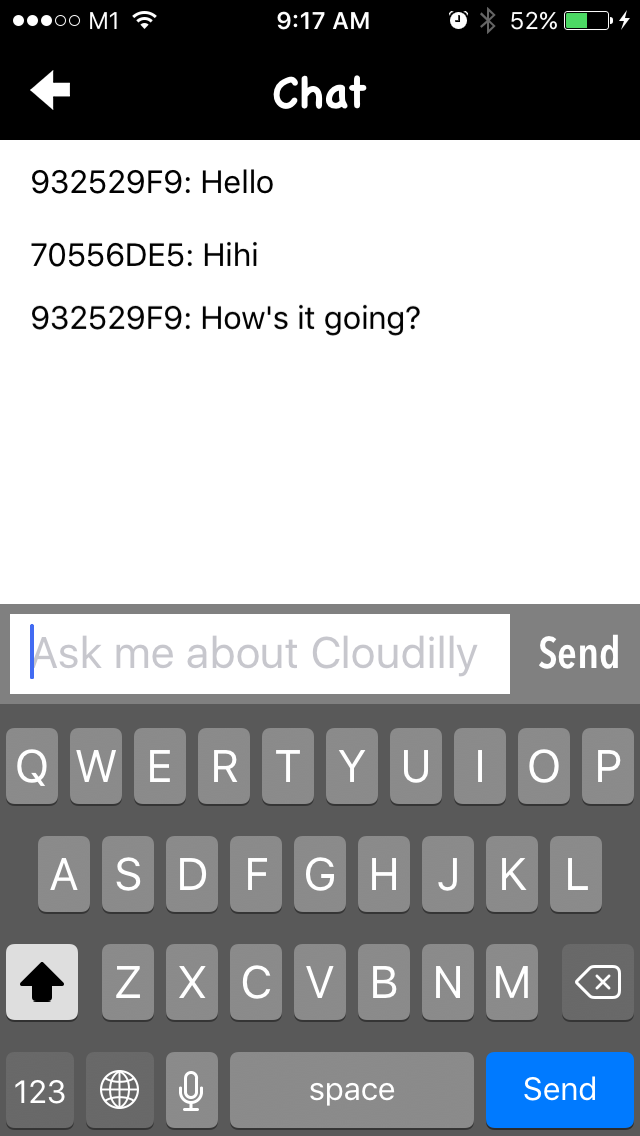 M1 9:17 AM 52%
Chat
932529F9: Hello
70556DE5: Hihi
932529F9: How's it going?
Ask me about Cloudilly Send
Q W E R T Y U I O P
A S D F G H J K L
Z X C V B N M
123 space Send